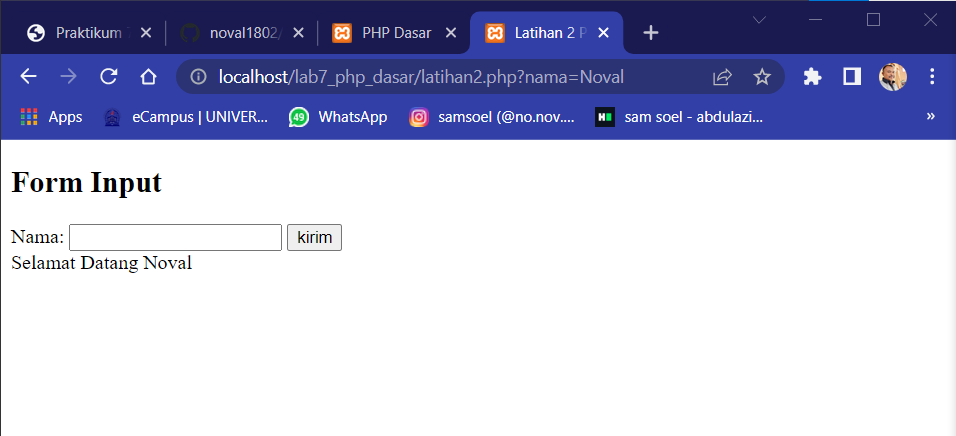 Praktikum
noval1802/
PHP Dasar
Latihan 2 P
localhost/lab7_php_dasar/latihan2.php?nama=Noval
Apps
eCampus | UNIVER...
49
WhatsApp
samsoel (@no.nov....
H
sam soel - abdulazi...
»
Form Input
Nama: kirim
Selamat Datang Noval